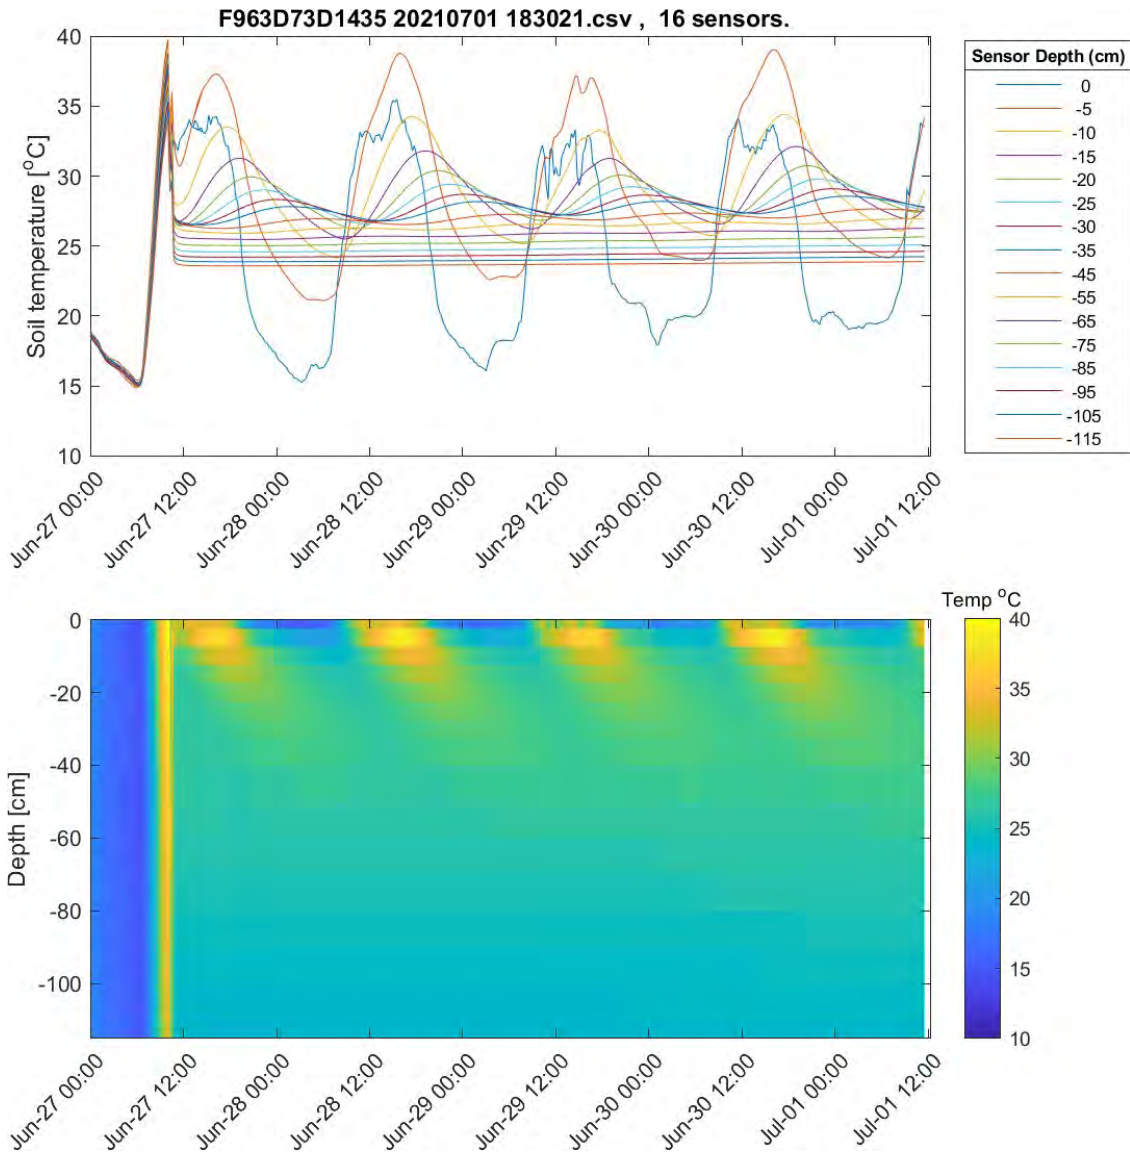 F963D73D1435 20210701 183021.csv ,  16 sensors.
Soil temperature [°C]
40
35
30
25
20
15
10
Jun-27 00:00
Jun-27 12:00
Jun-28 00:00
Jun-28 12:00
Jun-29 00:00
Jun-29 12:00
Jun-30 00:00
Jun-30 12:00
Jul-01 00:00
Jul-01 12:00
Sensor Depth (cm)
0
-5
-10
-15
-20
-25
-30
-35
-45
-55
-65
-75
-85
-95
-105
-115
Depth [cm]
0
-20
-40
-60
-80
-100
Jun-27 00:00
Jun-27 12:00
Jun-28 00:00
Jun-28 12:00
Jun-29 00:00
Jun-29 12:00
Jun-30 00:00
Jun-30 12:00
Jul-01 00:00
Jul-01 12:00
Temp °C
40
35
30
25
20
15
10